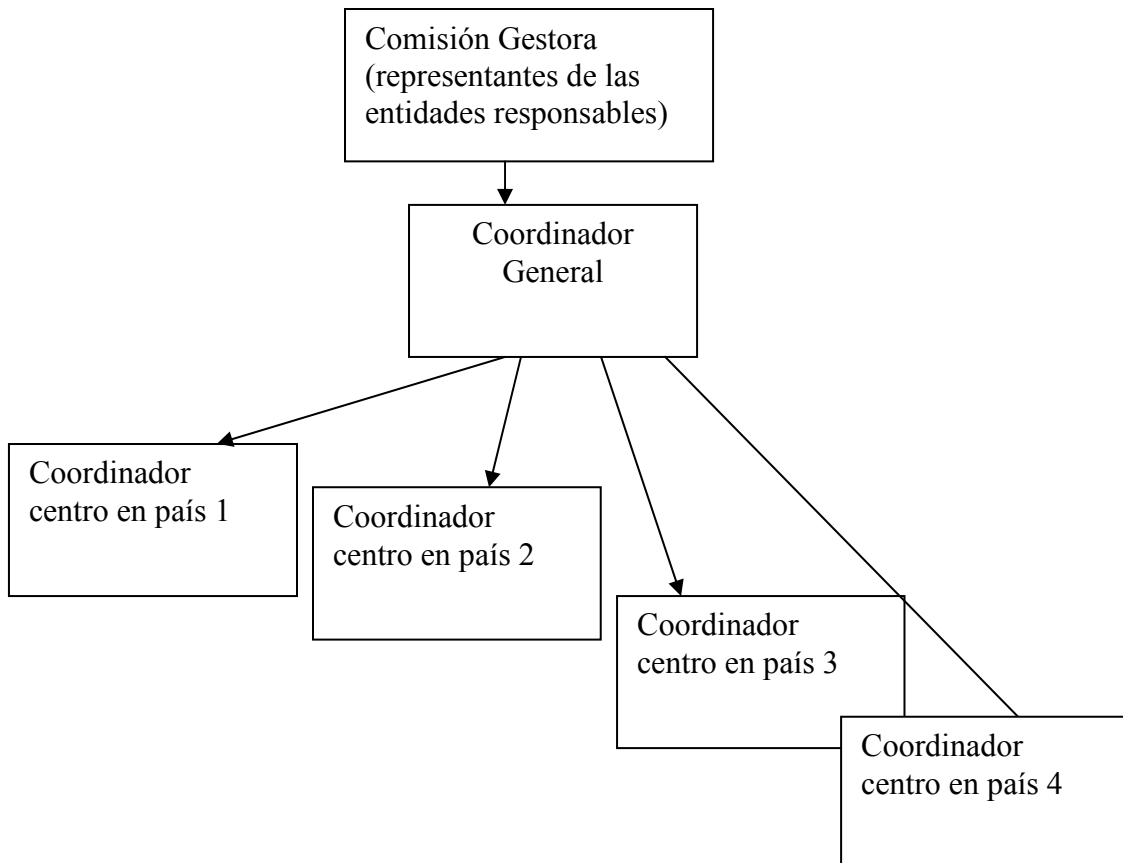 Comisión Gestora
(representantes de las
entidades responsables)
Coordinador
General
Coordinador
centro en país 1
Coordinador
centro en país 2
Coordinador
centro en país 3
Coordinador
centro en país 4